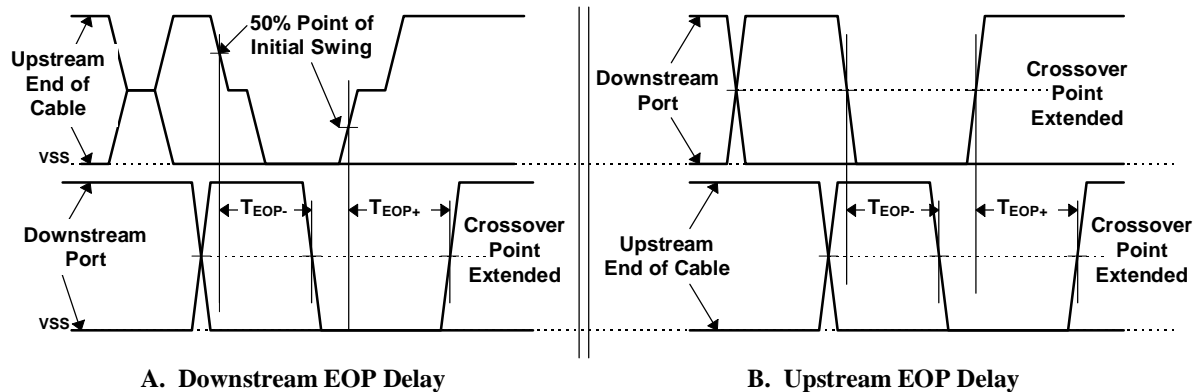 50% Point of
Initial Swing
Upstream
End of
Cable
VSS
TEOP-
TEOP+
Downstream
Port
Crossover
Point
Extended
VSS
A. Downstream EOP Delay
Downstream
Port
Crossover
Point
Extended
TEOP-
TEOP+
Upstream
End of Cable
Crossover
Point
Extended
B. Upstream EOP Delay